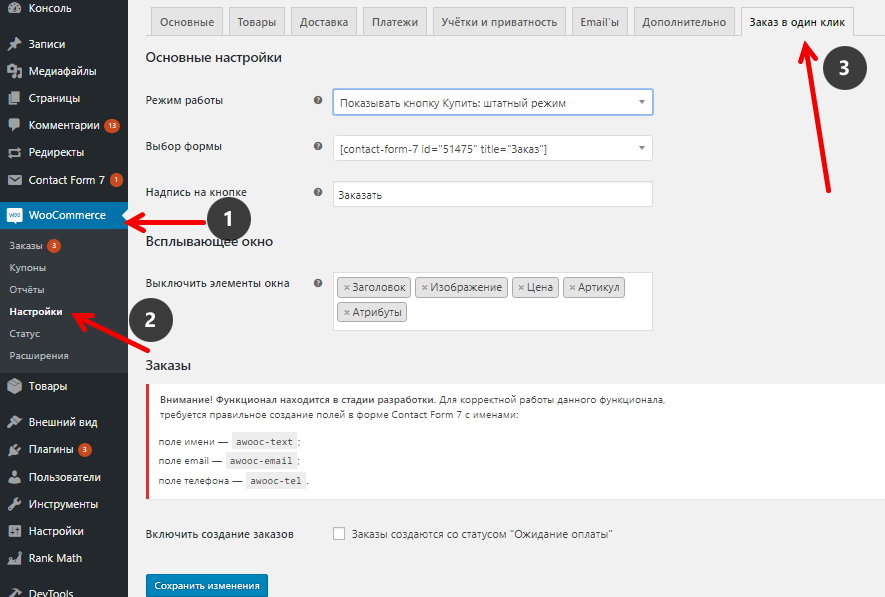 Консоль
Записи
Медиафайлы
Страницы
Комментарии 13
Редиректы
Contact Form 7 1
woo WooCommerce
Заказы 3
Купоны
Отчёты
Настройки
Статус
Расширения
Товары
Внешний вид
Плагины 3
Пользователи
Инструменты
Настройки
Rank Math
DevTools
1
2
3
Основные Товары Доставка Платежи Учётки и приватность Email'ы Дополнительно Заказ в один клик
Основные настройки
Режим работы ? Показывать кнопку Купить: штатный режим
Выбор формы ? [contact-form-7 id="51475" title="Заказ"]
Надпись на кнопке ? Заказать
Всплывающее окно
Выключить элементы окна ? × Заголовок × Изображение × Цена × Артикул
× Атрибуты
Заказы
Внимание! Функционал находится в стадии разработки. Для корректной работы данного функционала,
требуется правильное создание полей в форме Contact Form 7 с именами:
поле имени — awooc-text ;
поле email — awooc-email ;
поле телефона — awooc-tel .
Включить создание заказов Заказы создаются со статусом "Ожидание оплаты"
Сохранить изменения